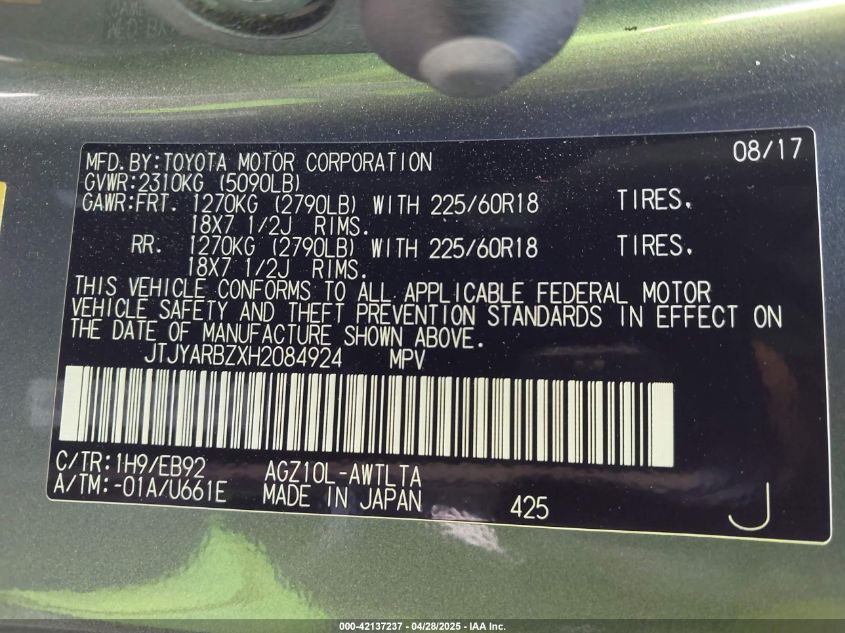 MFD. BY: TOYOTA MOTOR CORPORATION 08/17
GVWR: 2310KG (5090LB)
GAWR: FRT. 1270KG (2790LB) WITH 225/60R18 TIRES.
18X7 1/2J RIMS.
RR. 1270KG (2790LB) WITH 225/60R18 TIRES.
18X7 1/2J RIMS.
THIS VEHICLE CONFORMS TO ALL APPLICABLE FEDERAL MOTOR
VEHICLE SAFETY AND THEFT PREVENTION STANDARDS IN EFFECT ON
THE DATE OF MANUFACTURE SHOWN ABOVE.
JTJYARBZXH2084924 MPV
C/TR: 1H9/EB92 AGZ10L-AWTLTA
A/TM: -01A/U661E MADE IN JAPAN 425 J
000-42137237 - 04/28/2025 - IAA Inc.